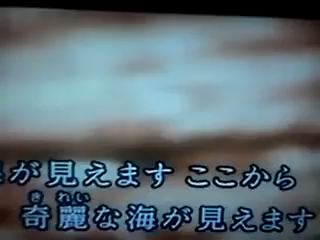 が見えます ここから
きれい
奇麗な海が見えます